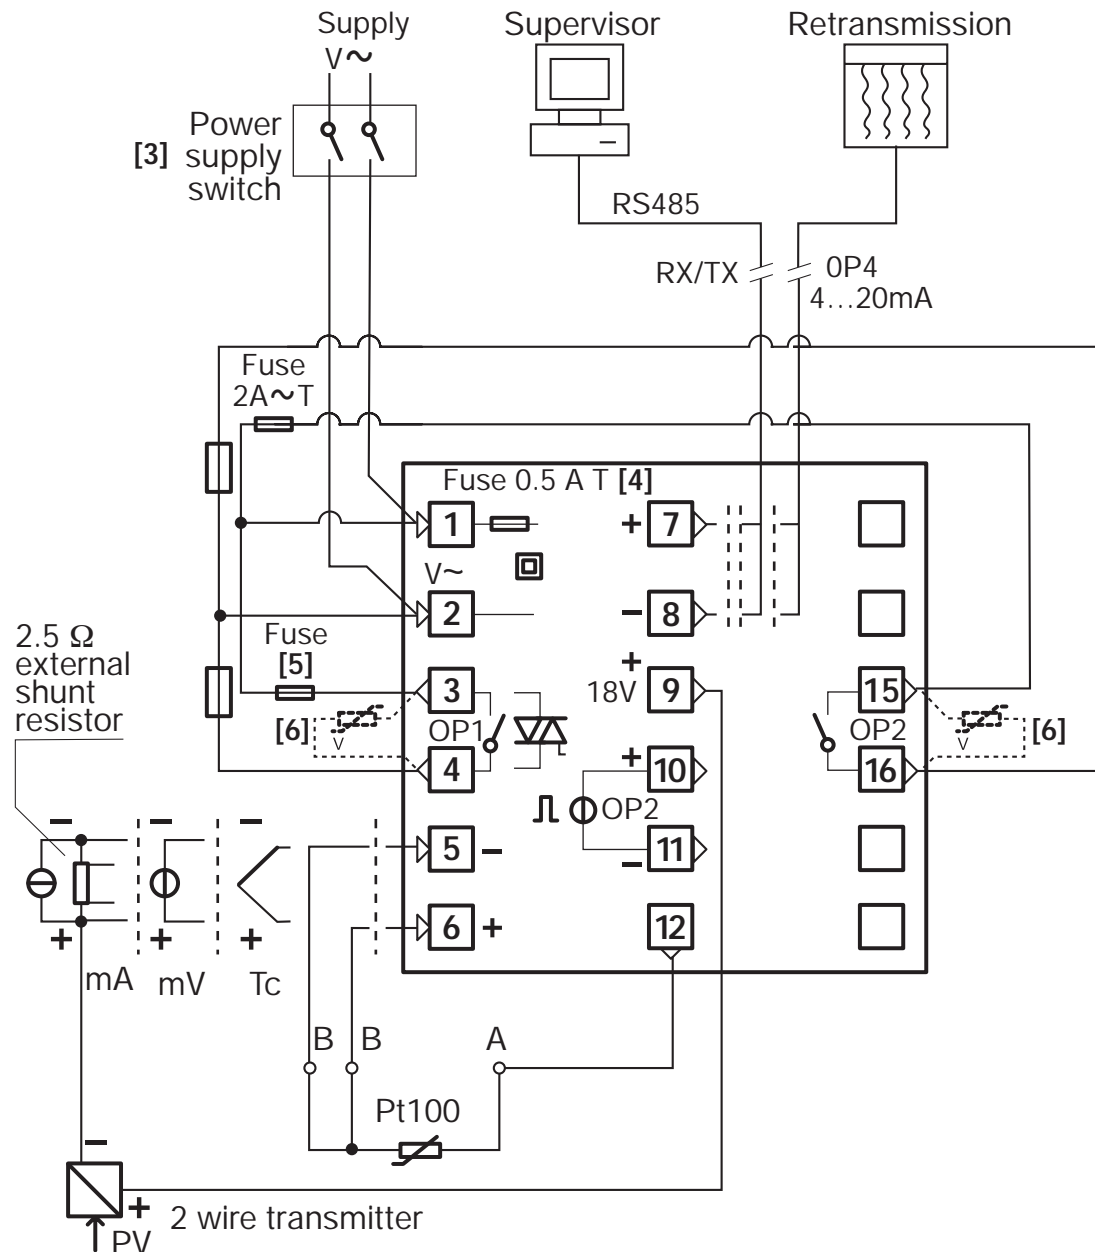 Supply
V~
Supervisor
Retransmission
[3]
Power
supply
switch
RS485
RX/TX
0P4
4...20mA
Fuse
2A~T
Fuse 0.5 A T [4]
1
+
7
V~
2
-
8
2.5 Ω
external
shunt
resistor
Fuse
[5]
3
+
18V
9
15
[6]
V
OP1
OP2
V
[6]
4
+
10
16
OP2
5
-
-
11
6
+
12
-
-
-
+
+
+
mA
mV
Tc
B
B
A
Pt100
-
+
2 wire transmitter
PV